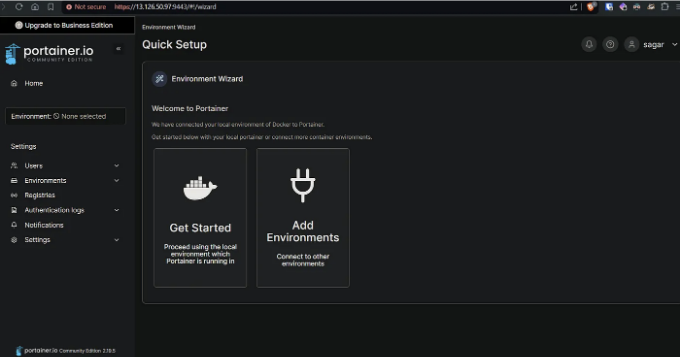 Not secure https://13.126.50.97:9443/#!/wizard
Upgrade to Business Edition
portainer.io
COMMUNITY EDITION
Home
Environment: None selected
Settings
Users
Environments
Registries
Authentication logs
Notifications
Settings
portainer.io Community Edition 2.19.5
Environment Wizard
Quick Setup
sagar
Environment Wizard
Welcome to Portainer
We have connected your local environment of Docker to Portainer.
Get started below with your local portainer or connect more container environments.
Get Started
Proceed using the local
environment which
Portainer is running in
Add
Environments
Connect to other
environments